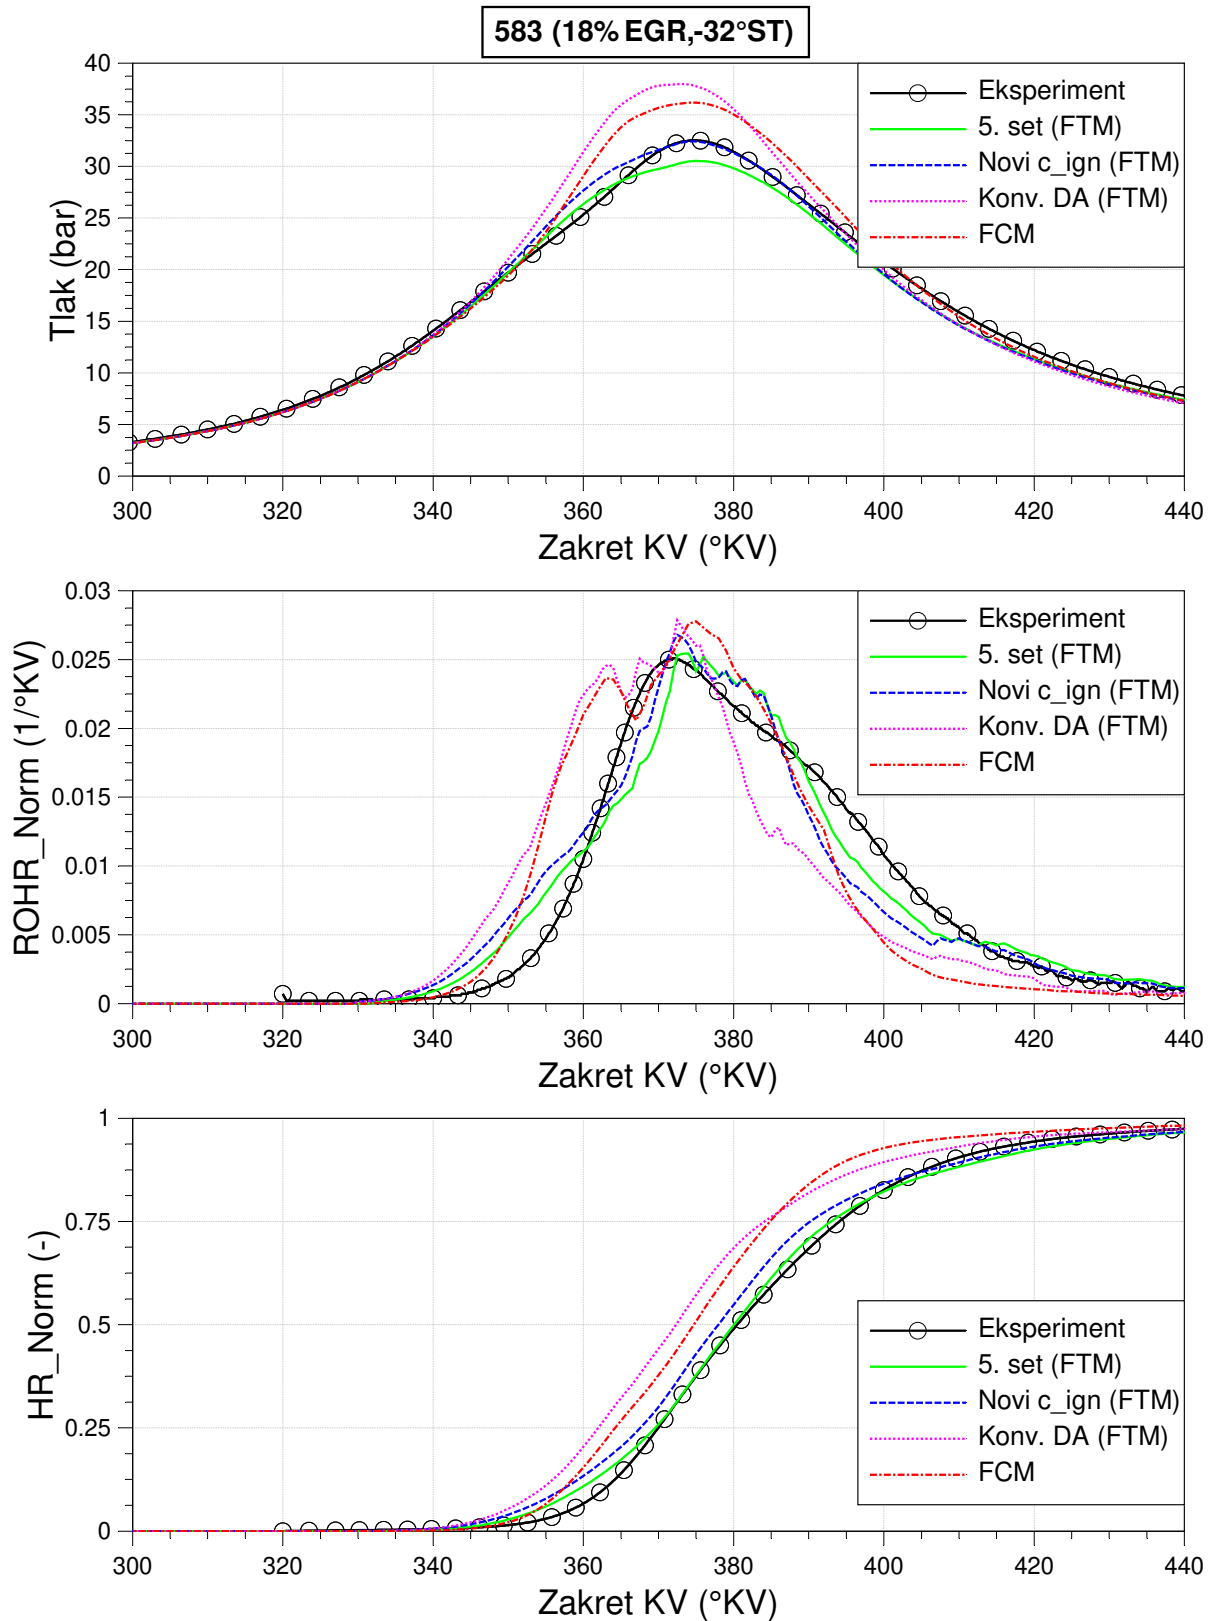 583 (18% EGR,-32°ST)
40
35
30
25
20
15
10
5
0
Tlak (bar)
Eksperiment
5. set (FTM)
Novi c_ign (FTM)
Konv. DA (FTM)
FCM
300 320 340 360 380 400 420 440
Zakret KV (°KV)
0.03
0.025
0.02
0.015
0.01
0.005
0
ROHR_Norm (1/°KV)
Eksperiment
5. set (FTM)
Novi c_ign (FTM)
Konv. DA (FTM)
FCM
300 320 340 360 380 400 420 440
Zakret KV (°KV)
1
0.75
0.5
0.25
0
HR_Norm (-)
Eksperiment
5. set (FTM)
Novi c_ign (FTM)
Konv. DA (FTM)
FCM
300 320 340 360 380 400 420 440
Zakret KV (°KV)